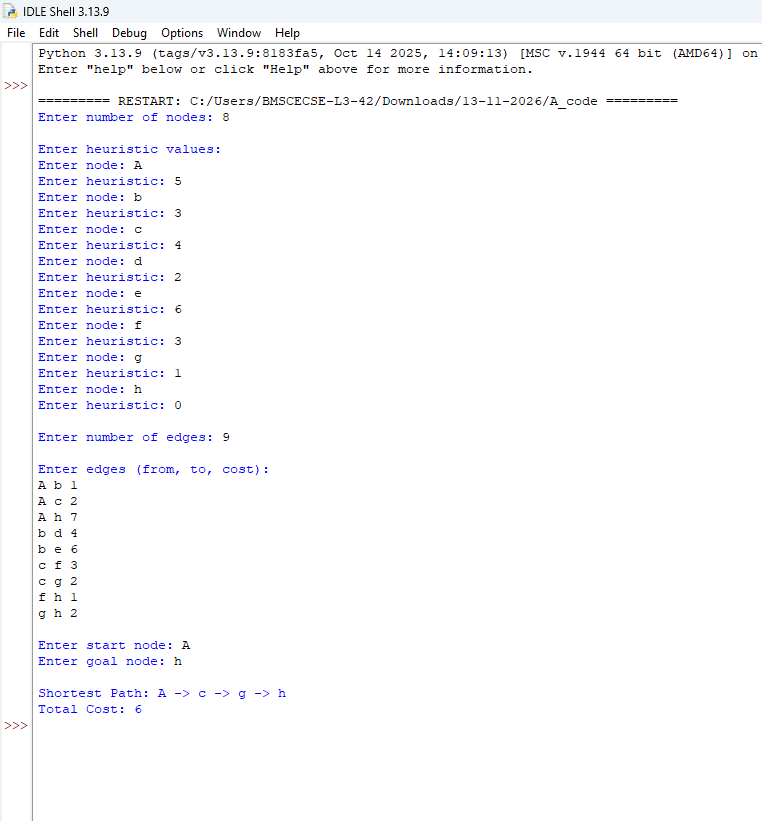 IDLE Shell 3.13.9
File Edit Shell Debug Options Window Help
Python 3.13.9 (tags/v3.13.9:8183fa5, Oct 14 2025, 14:09:13) [MSC v.1944 64 bit (AMD64)] on
Enter "help" below or click "Help" above for more information.
>>>
========= RESTART: C:/Users/BMSCECSE-L3-42/Downloads/13-11-2026/A_code =========
Enter number of nodes: 8
Enter heuristic values:
Enter node: A
Enter heuristic: 5
Enter node: b
Enter heuristic: 3
Enter node: c
Enter heuristic: 4
Enter node: d
Enter heuristic: 2
Enter node: e
Enter heuristic: 6
Enter node: f
Enter heuristic: 3
Enter node: g
Enter heuristic: 1
Enter node: h
Enter heuristic: 0
Enter number of edges: 9
Enter edges (from, to, cost):
A b 1
A c 2
A h 7
b d 4
b e 6
c f 3
c g 2
f h 1
g h 2
Enter start node: A
Enter goal node: h
Shortest Path: A -> c -> g -> h
Total Cost: 6
>>>